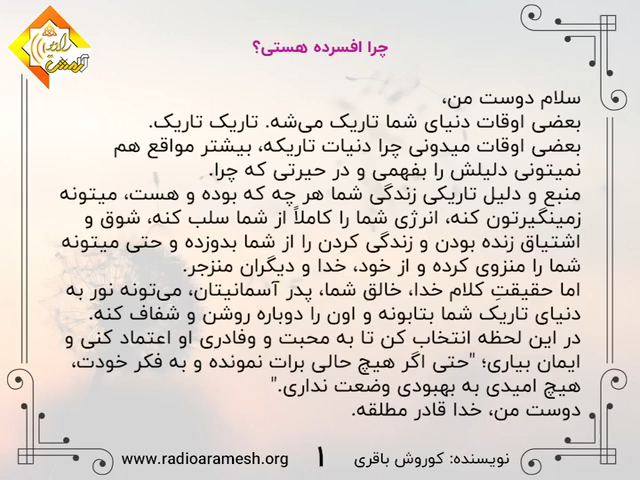 رادیو
آرامش
چرا افسرده هستی؟
سلام دوست من،
بعضی اوقات دنیای شما تاریک می‌شه. تاریک تاریک.
بعضی اوقات میدونی چرا دنیات تاریکه، بیشتر مواقع هم
نمیتونی دلیلش را بفهمی و در حیرتی که چرا.
منبع و دلیل تاریکی زندگی شما هر چه که بوده و هست، میتونه
زمینگیرتون کنه، انرژی شما را کاملاً از شما سلب کنه، شوق و
اشتیاق زنده بودن و زندگی کردن را از شما بدوزده و حتی میتونه
شما را منزوی کرده و از خود، خدا و دیگران منزجر.
اما حقیقتِ کلام خدا، خالق شما، پدر آسمانیتان، می‌تونه نور به
دنیای تاریک شما بتابونه و اون را دوباره روشن و شفاف کنه.
در این لحظه انتخاب کن تا به محبت و وفادری او اعتماد کنی و
ایمان بیاری؛ "حتی اگر هیچ حالی برات نمونده و به فکر خودت،
هیچ امیدی به بهبودی وضعت نداری."
دوست من، خدا قادر مطلقه.
نویسنده: کوروش باقری
۱
www.radioaramesh.org